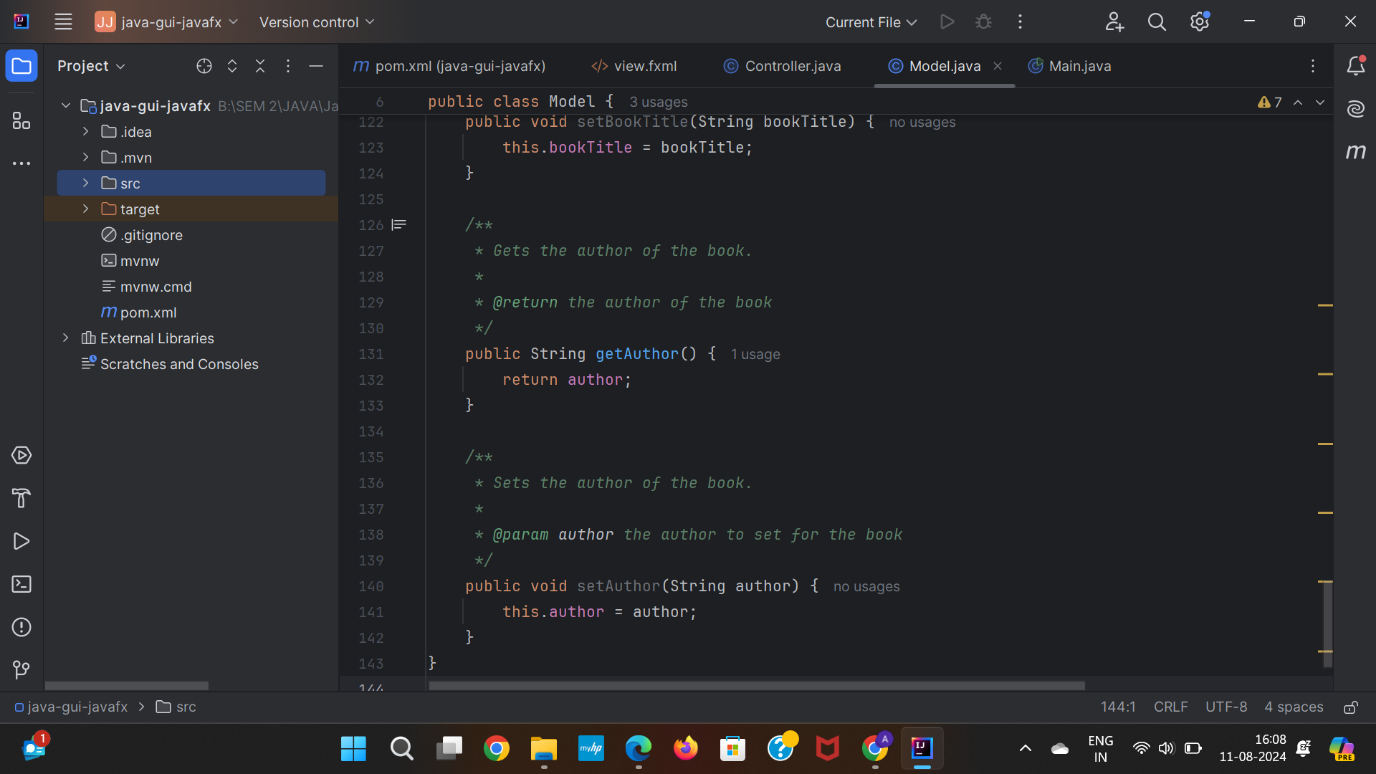 JJ java-gui-javafx Version control Current File
Project
pom.xml (java-gui-javafx) view.fxml Controller.java Model.java Main.java
java-gui-javafx B:\SEM 2\JAVA\Ja
.idea
.mvn
src
target
.gitignore
mvnw
mvnw.cmd
m pom.xml
External Libraries
Scratches and Consoles
6 public class Model { 3 usages 7
122 public void setBookTitle(String bookTitle) { no usages
123 this.bookTitle = bookTitle;
124 }
125
126 /**
127 * Gets the author of the book.
128 *
129 * @return the author of the book
130 */
131 public String getAuthor() { 1 usage
132 return author;
133 }
134
135 /**
136 * Sets the author of the book.
137 *
138 * @param author the author to set for the book
139 */
140 public void setAuthor(String author) { no usages
141 this.author = author;
142 }
143 }
144
java-gui-javafx > src 144:1 CRLF UTF-8 4 spaces
1 myhp A IJ ENG IN 16:08 11-08-2024 PRE